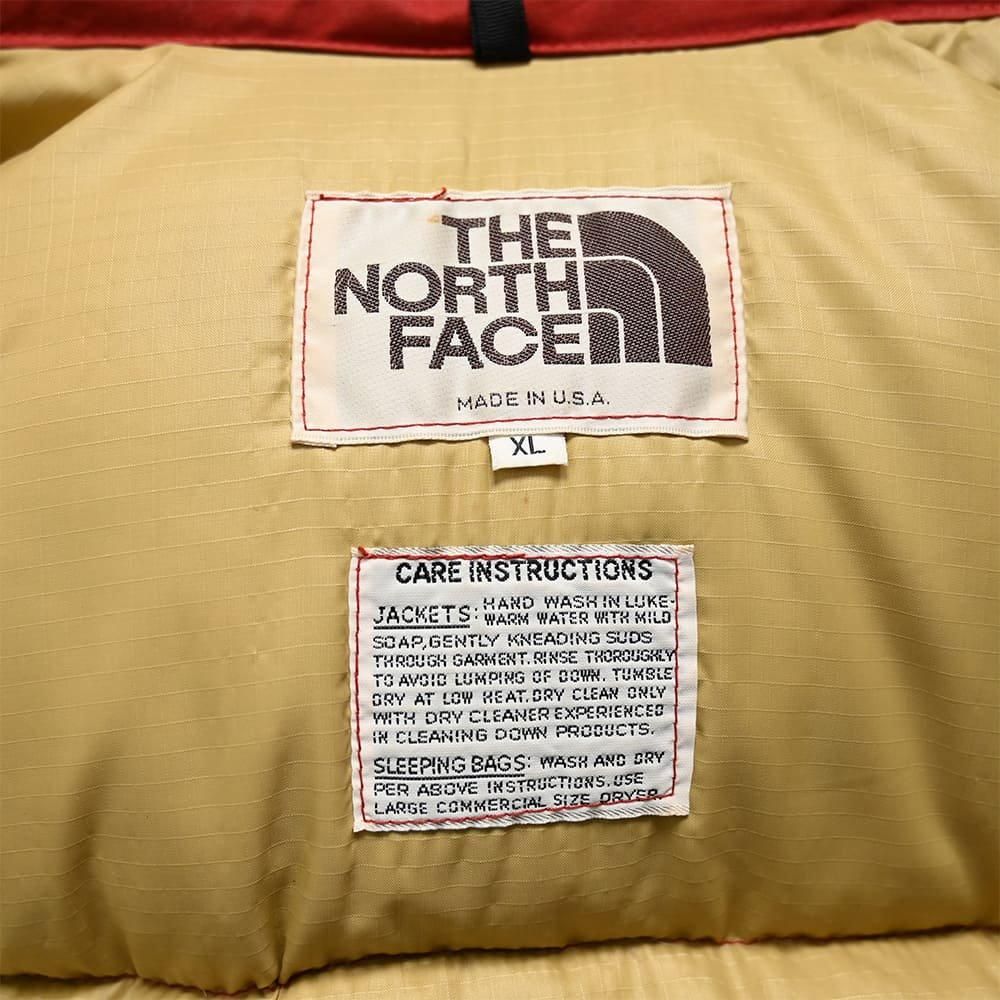 THE
NORTH
FACE
MADE IN U.S.A.
XL
CARE INSTRUCTIONS
JACKETS: HAND WASH IN LUKE-
WARM WATER WITH MILD
SOAP, GENTLY KNEADING SUDS
THROUGH GARMENT. RINSE THOROUGHLY
TO AVOID LUMPING OF DOWN. TUMBLE
DRY AT LOW HEAT. DRY CLEAN ONLY
WITH DRY CLEANER EXPERIENCED
IN CLEANING DOWN PRODUCTS.
SLEEPING BAGS: WASH AND DRY
PER ABOVE INSTRUCTIONS. USE
LARGE COMMERCIAL SIZE DRYER.